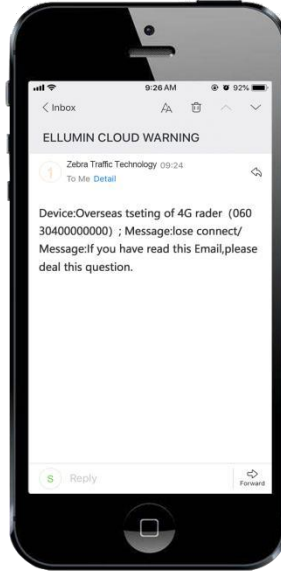 9:26 AM
92%
Inbox
AA
ELLUMIN CLOUD WARNING
1
Zebra Traffic Technology 09:24
To Me Detail
Device:Overseas tseting of 4G rader（060
30400000000）; Message:lose connect/
Message:If you have read this Email,please
deal this question.
S Reply
Forward